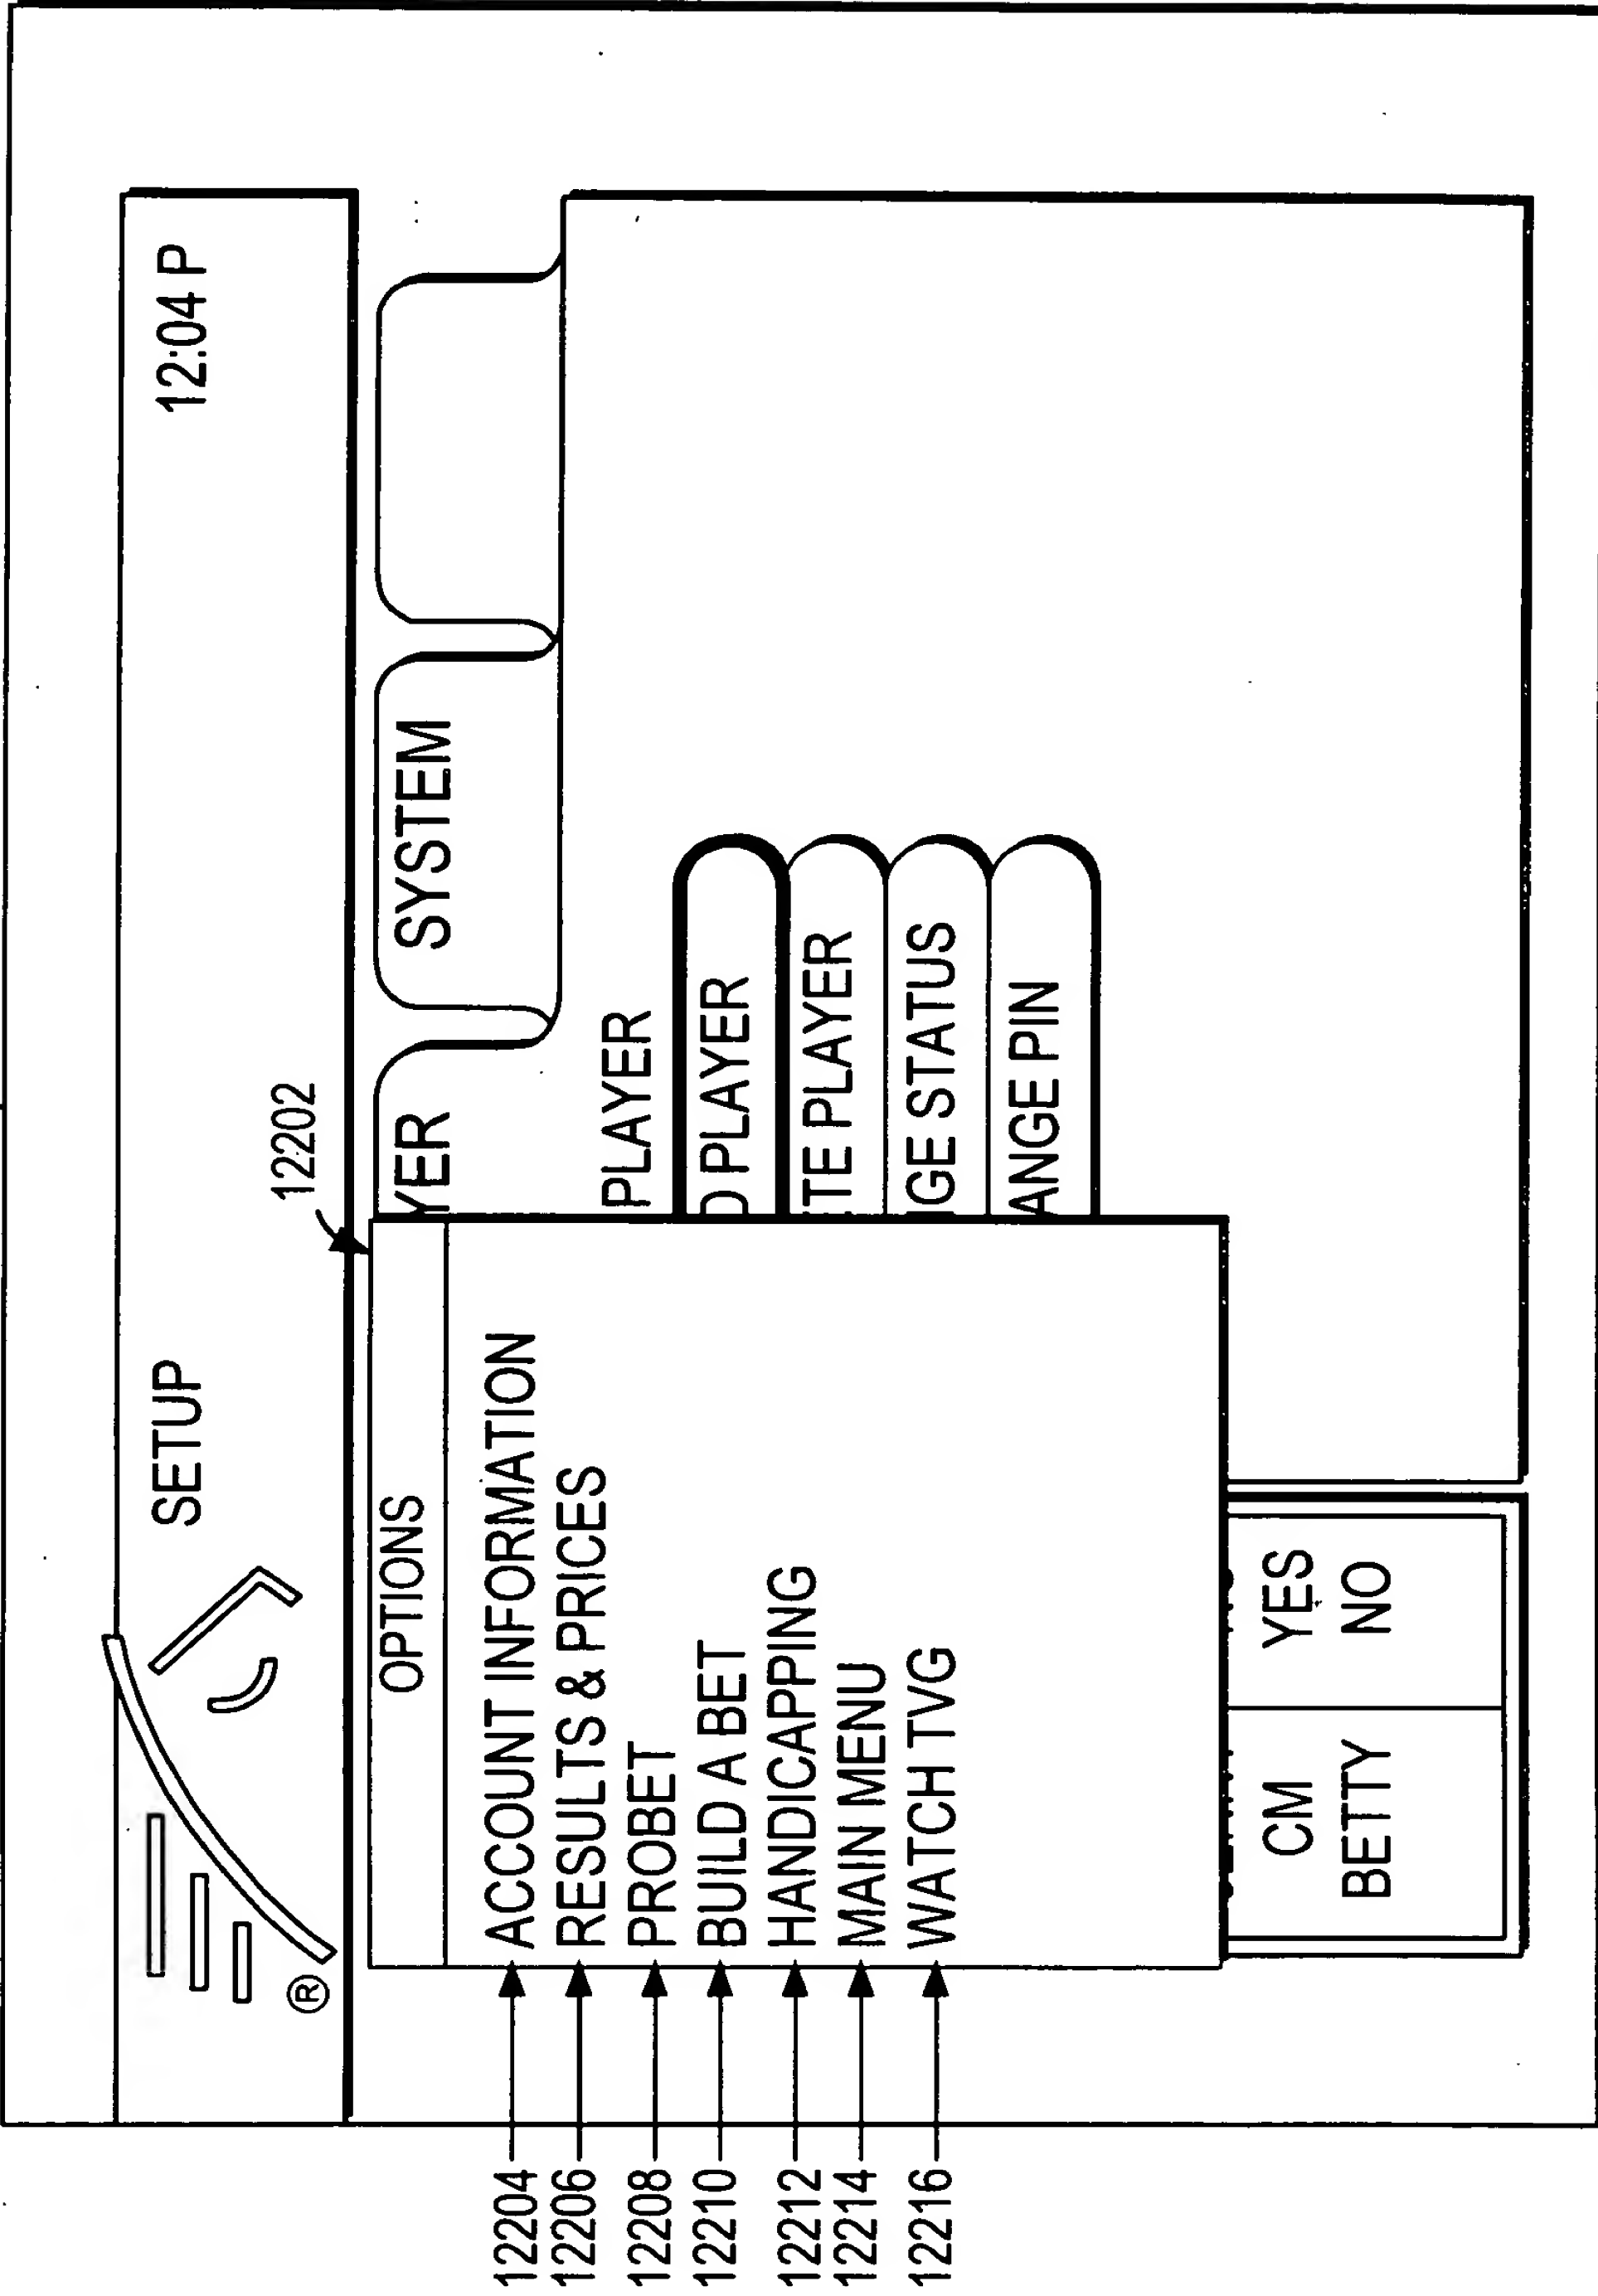 SETUP
12:04 P
®
12202
YER
SYSTEM
OPTIONS
12204 ACCOUNT INFORMATION
12206 RESULTS & PRICES
12208 PROBET
12210 BUILD A BET
12212 HANDICAPPING
12214 MAIN MENU
12216 WATCH TVG
PLAYER
D PLAYER
TE PLAYER
GE STATUS
ANGE PIN
CM YES
BETTY NO